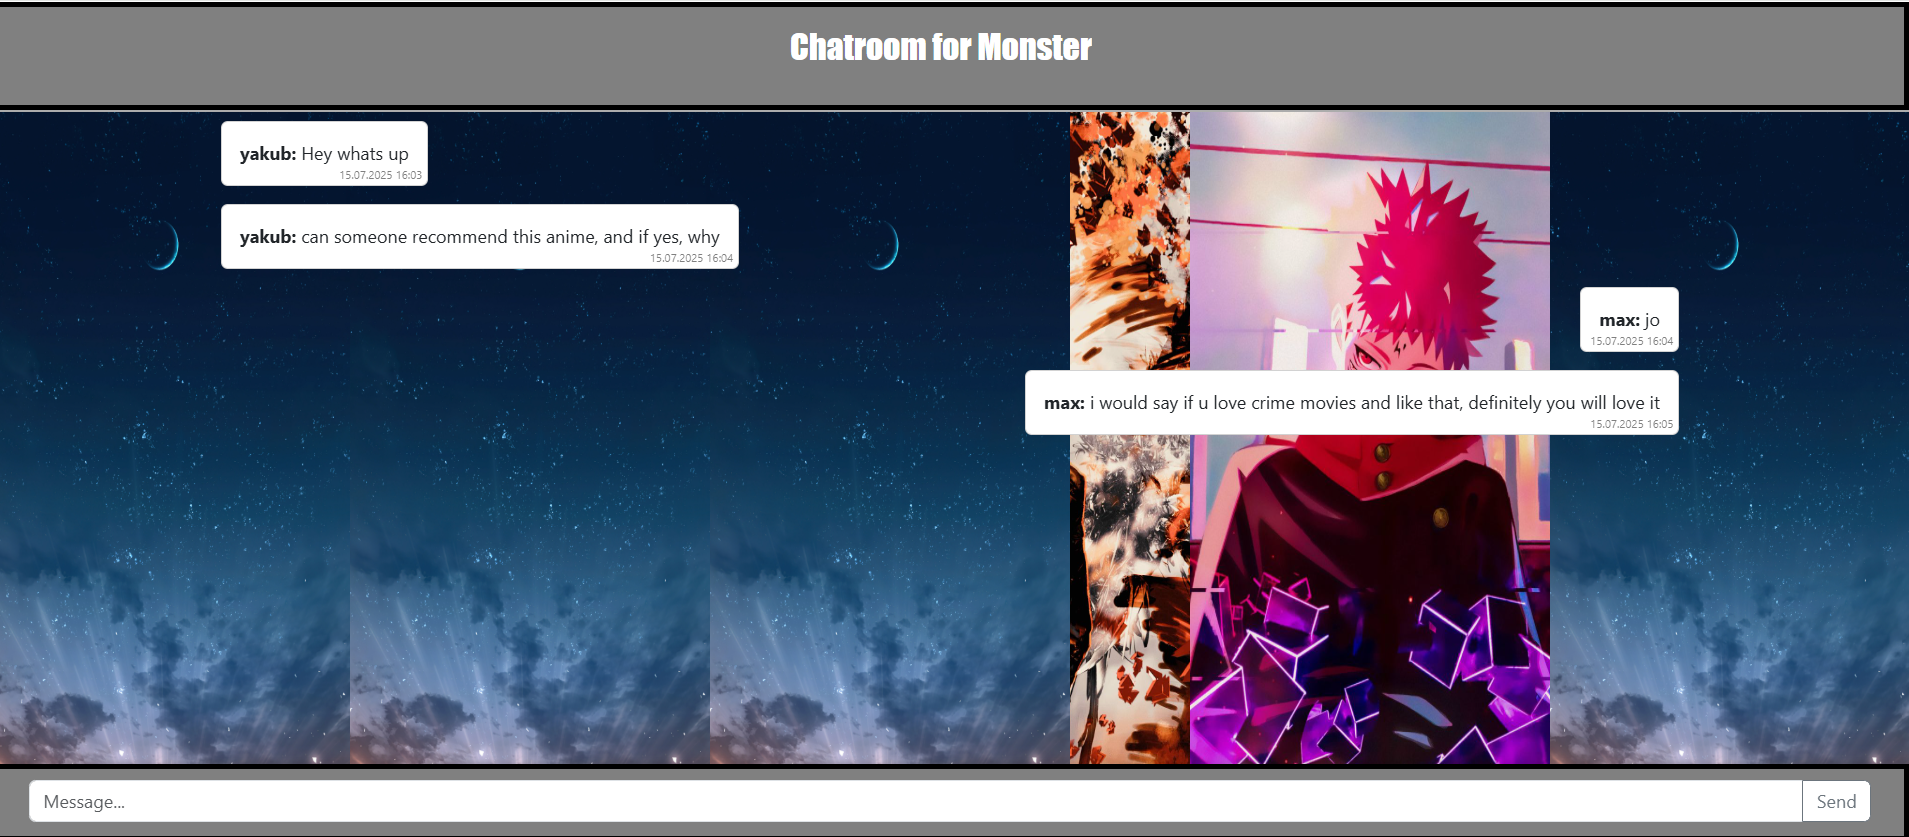 Chatroom for Monster
yakub: Hey whats up
15.07.2025 16:03
yakub: can someone recommend this anime, and if yes, why
15.07.2025 16:04
max: jo
15.07.2025 16:04
max: i would say if u love crime movies and like that, definitely you will love it
15.07.2025 16:05
Message...
Send